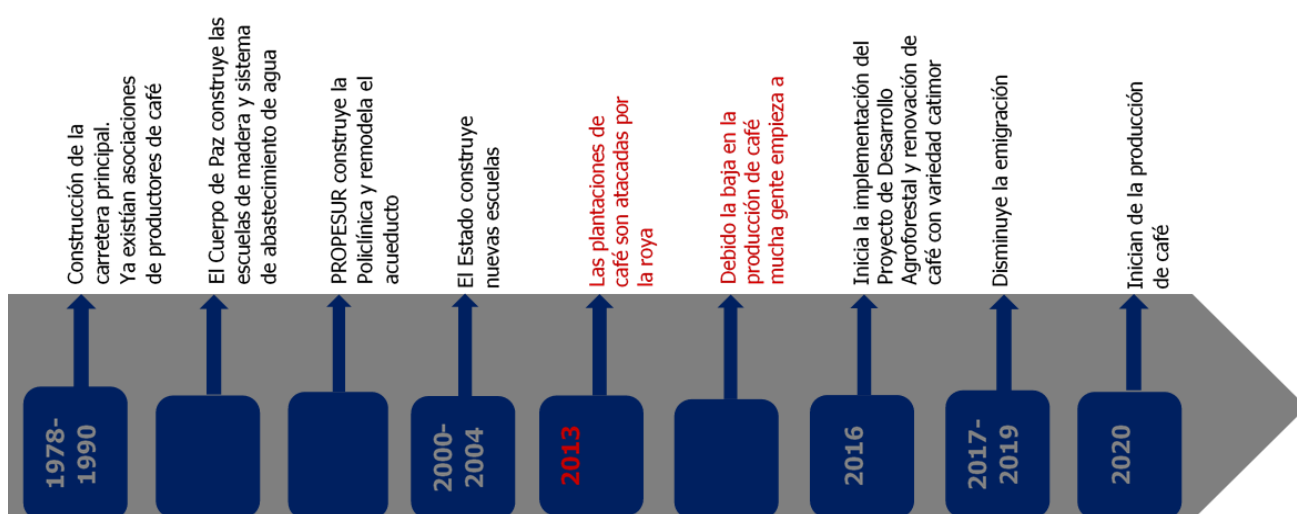 Construcción de la
carretera principal.
Ya existían asociaciones
de productores de café
El Cuerpo de Paz construye las
escuelas de madera y sistema
de abastecimiento de agua
PROPESUR construye la
Policlínica y remodela el
acueducto
El Estado construye
nuevas escuelas
Las plantaciones de
café son atacadas por
la roya
Debido la baja en la
producción de café
mucha gente empieza a
Inicia la implementación del
Proyecto de Desarrollo
Agroforestal y renovación de
café con variedad catimor
Disminuye la emigración
Inician de la producción
de café
1978-
1990
2000-
2004
2013
2016
2017-
2019
2020